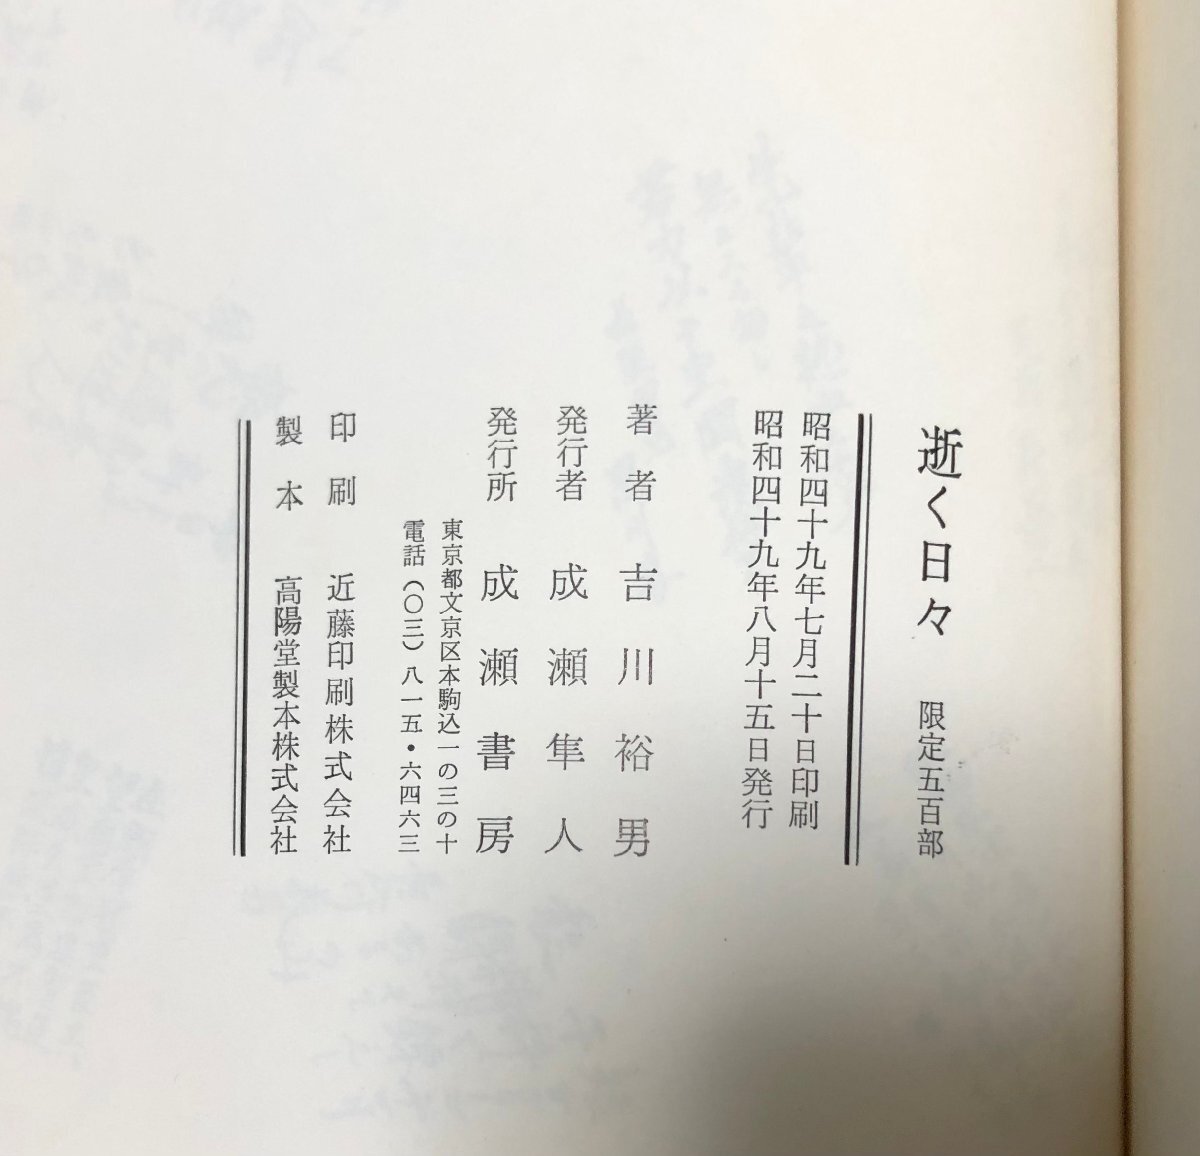 逝く日々 限定五百部
昭和四十九年七月二十日印刷
昭和四十九年八月十五日発行
著者 吉川裕男
発行者 成瀬隼人
発行所 成瀬書房
東京都文京区本駒込一の三の十
電話(〇三)八一五・六四六三
印刷 近藤印刷株式会社
製本 高陽堂製本株式会社